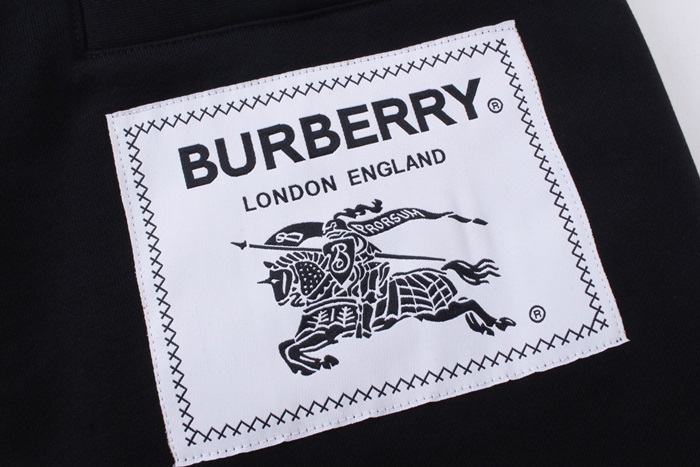 BURBERRY®
LONDON ENGLAND
PRORSUM
B
®